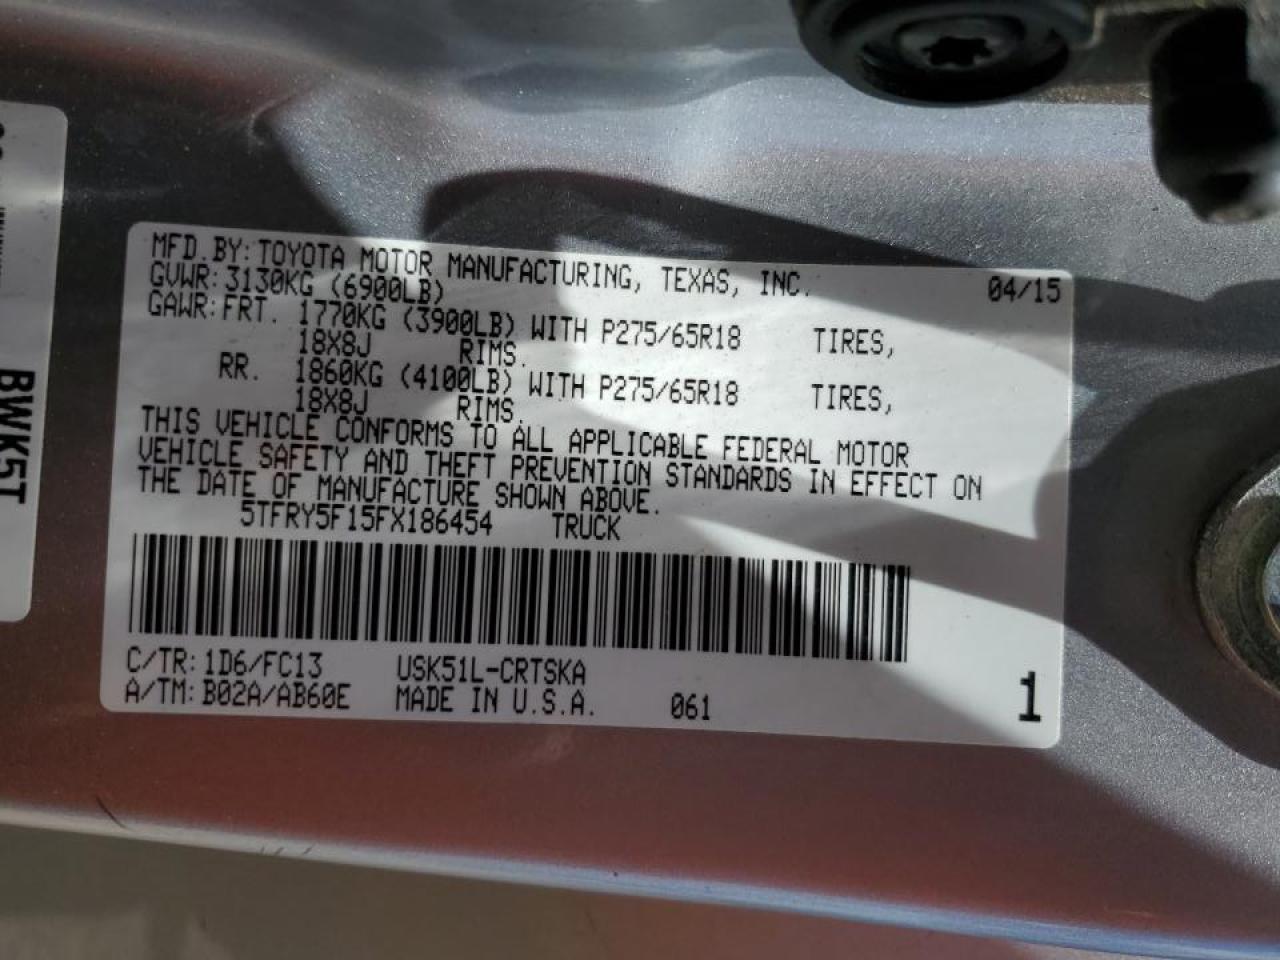 MFD.BY: TOYOTA MOTOR MANUFACTURING, TEXAS, INC. 04/15
GVWR: 3130KG (6900LB)
GAWR: FRT. 1770KG (3900LB) WITH P275/65R18 TIRES,
18X8J RIMS.
RR. 1860KG (4100LB) WITH P275/65R18 TIRES,
18X8J RIMS.
THIS VEHICLE CONFORMS TO ALL APPLICABLE FEDERAL MOTOR
VEHICLE SAFETY AND THEFT PREVENTION STANDARDS IN EFFECT ON
THE DATE OF MANUFACTURE SHOWN ABOVE.
5TFRY5F15FX186454 TRUCK
C/TR: 1D6/FC13 USK51L-CRTSKA
A/TM: B02A/AB60E MADE IN U.S.A. 061 1
BWK5T